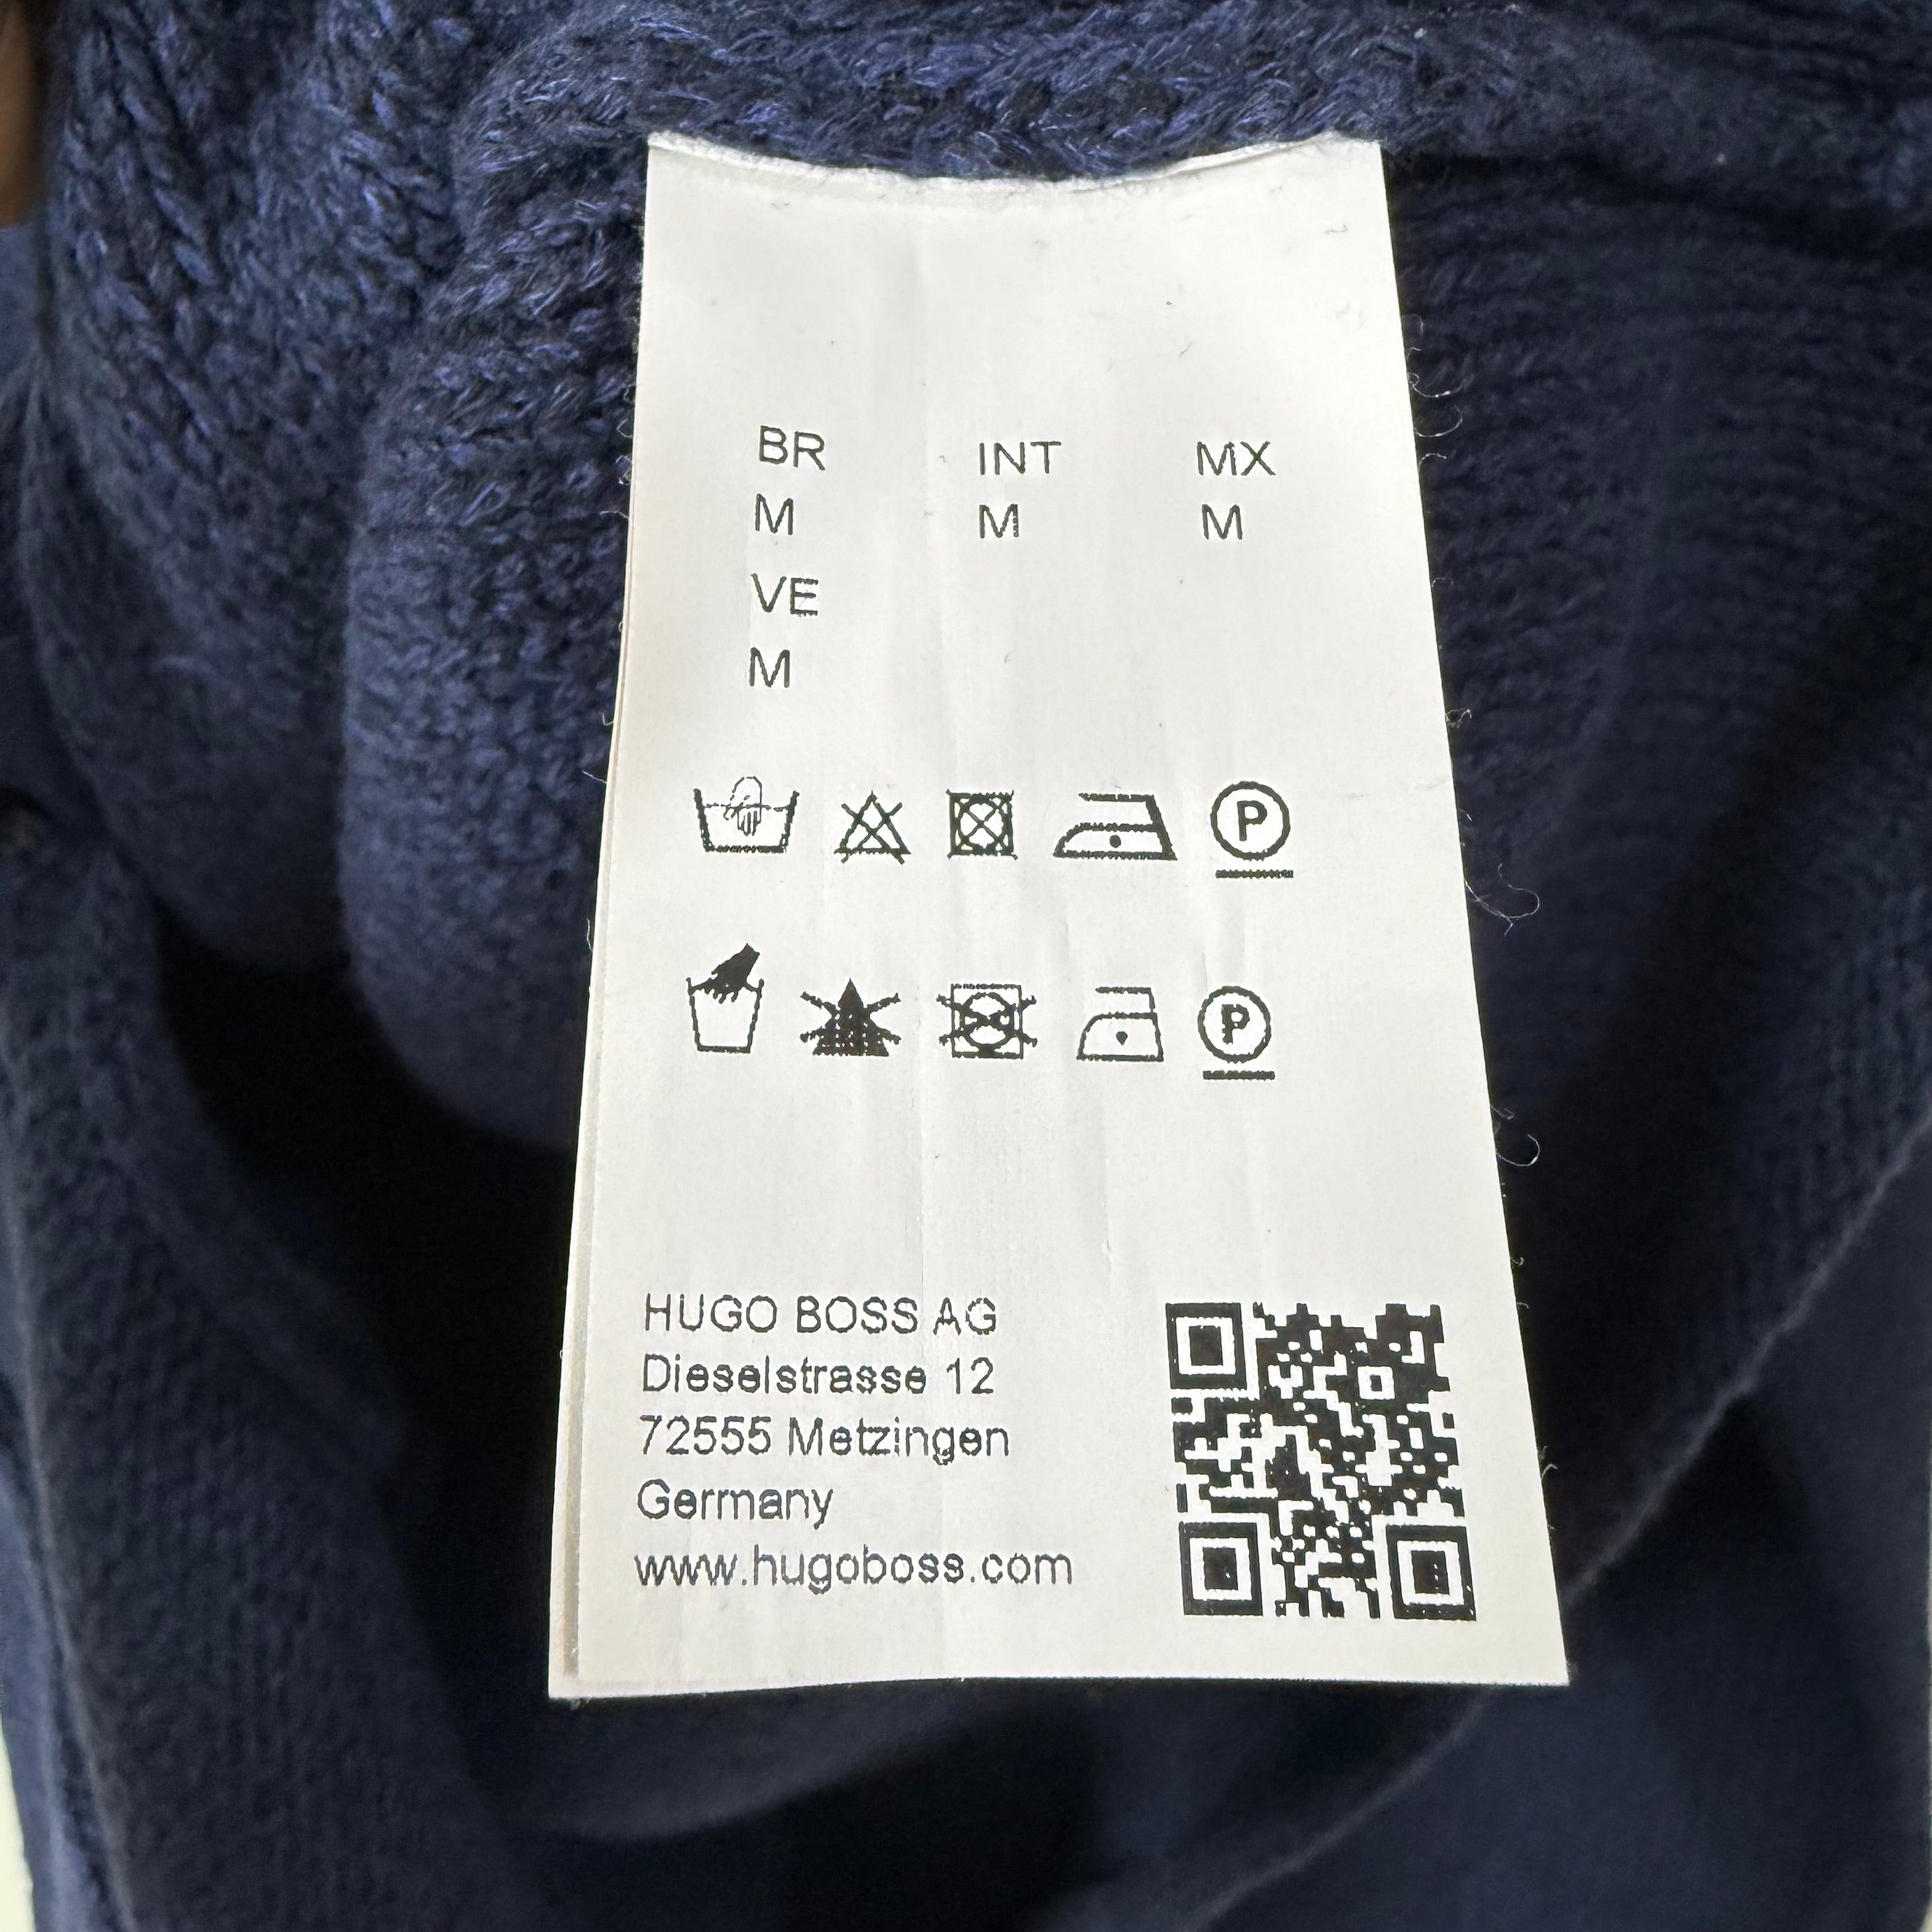 BR INT MX
M M M
VE
M
P
P
HUGO BOSS AG
Dieselstrasse 12
72555 Metzingen
Germany
www.hugoboss.com